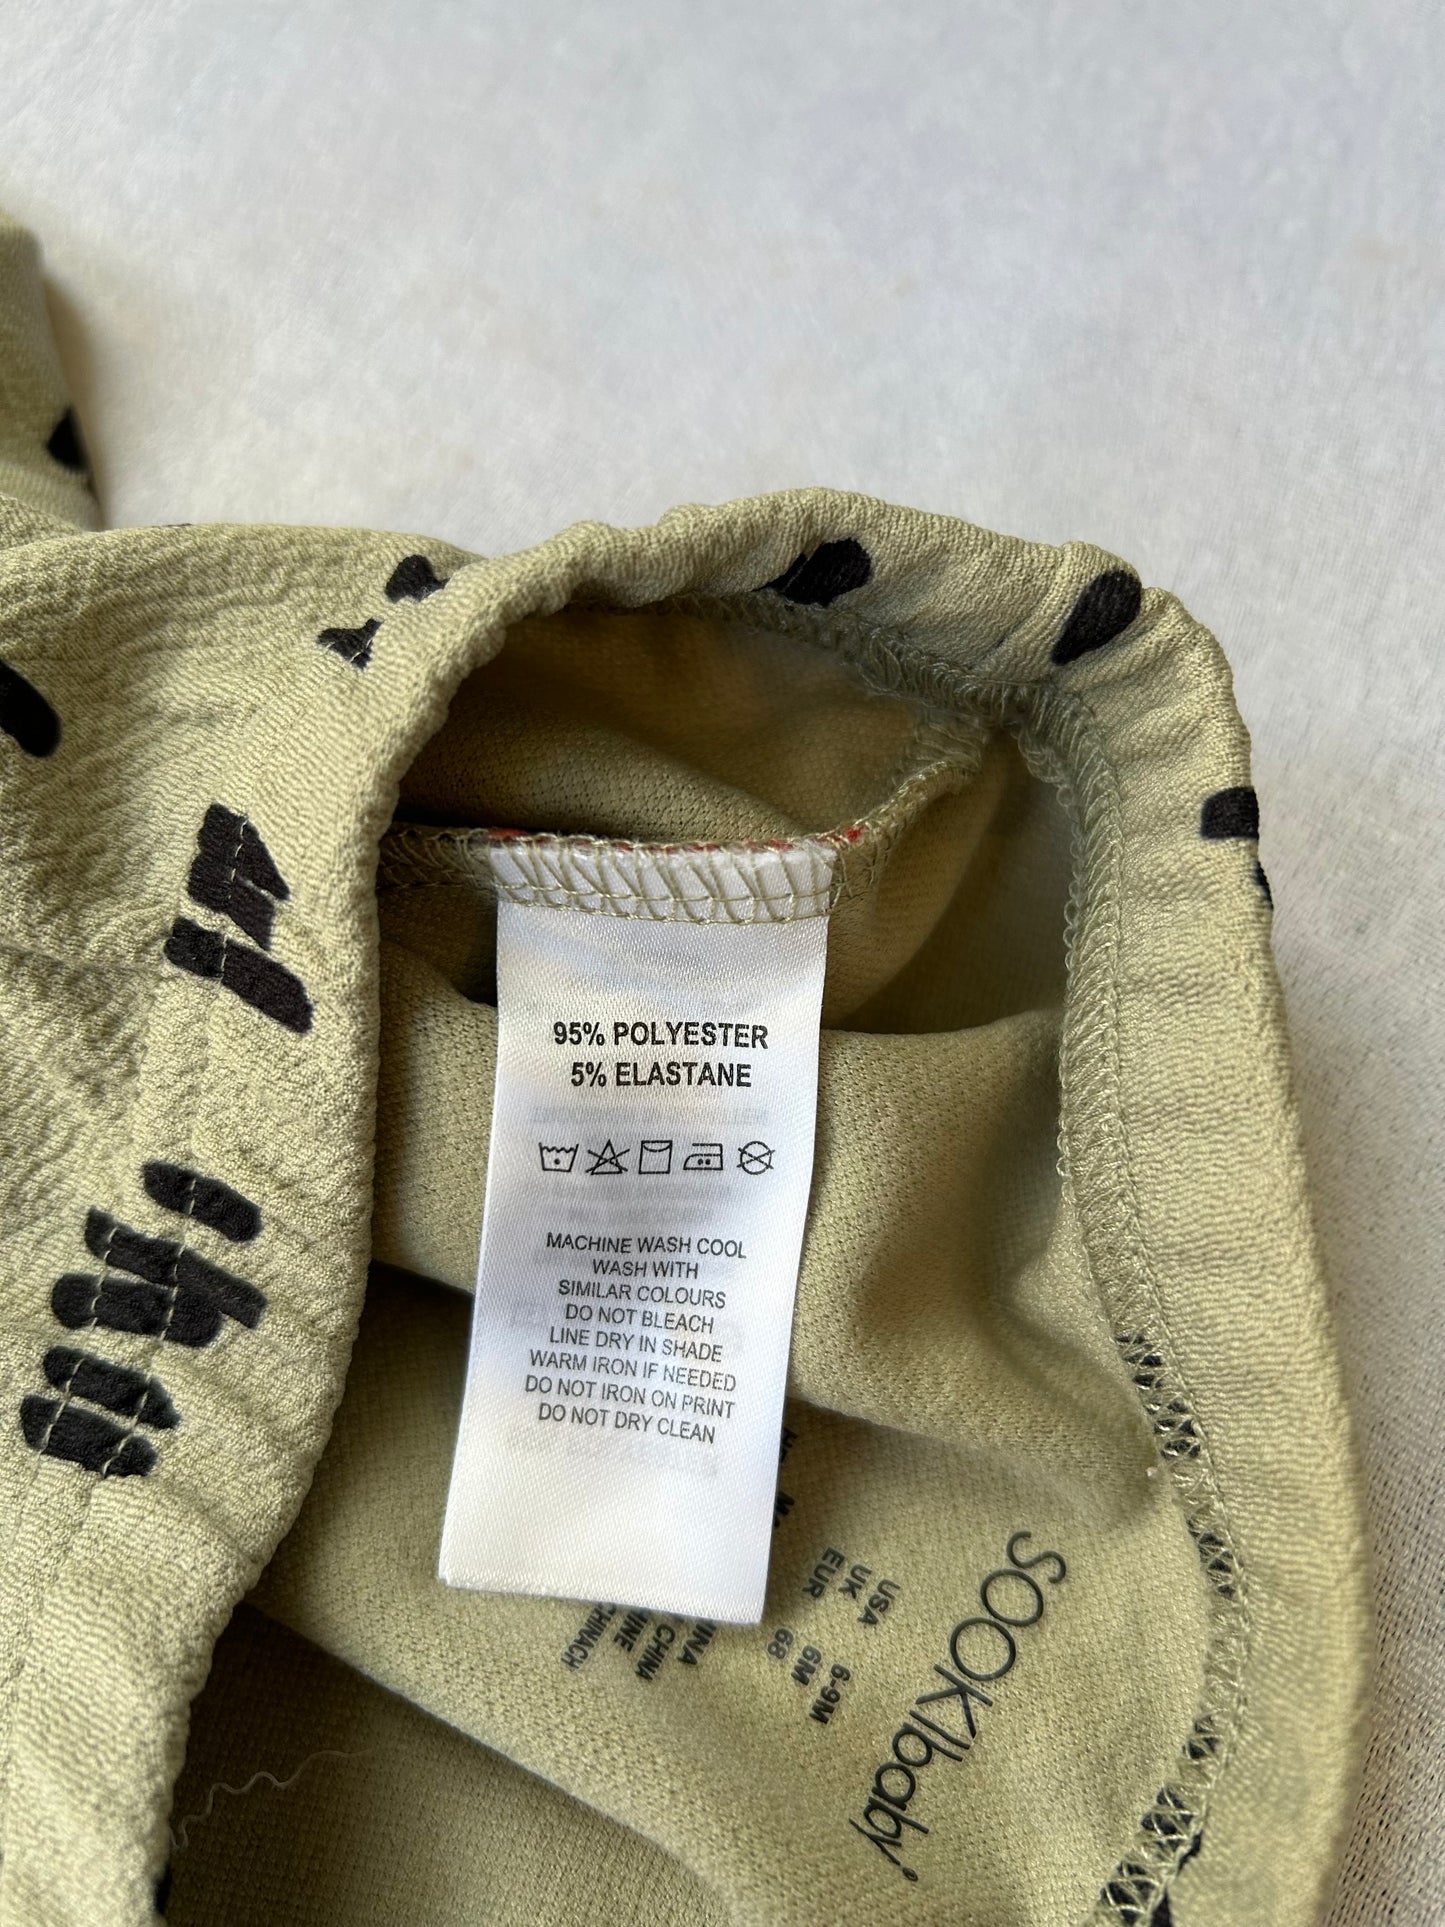 95% POLYESTER
5% ELASTANE
MACHINE WASH COOL
WASH WITH
SIMILAR COLOURS
DO NOT BLEACH
LINE DRY IN SHADE
WARM IRON IF NEEDED
DO NOT IRON ON PRINT
DO NOT DRY CLEAN
sOOKIbaby
USA 6-9M
UK 6M
EUR 68
CHINA
CHINACH